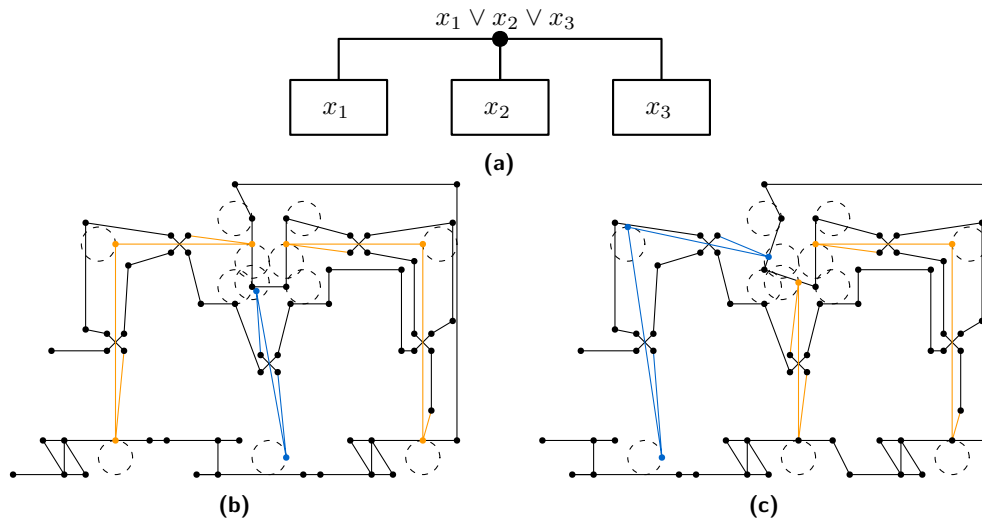 x₁ ∨ x₂ ∨ x₃
x₁ x₂ x₃
(a)
(b) (c)